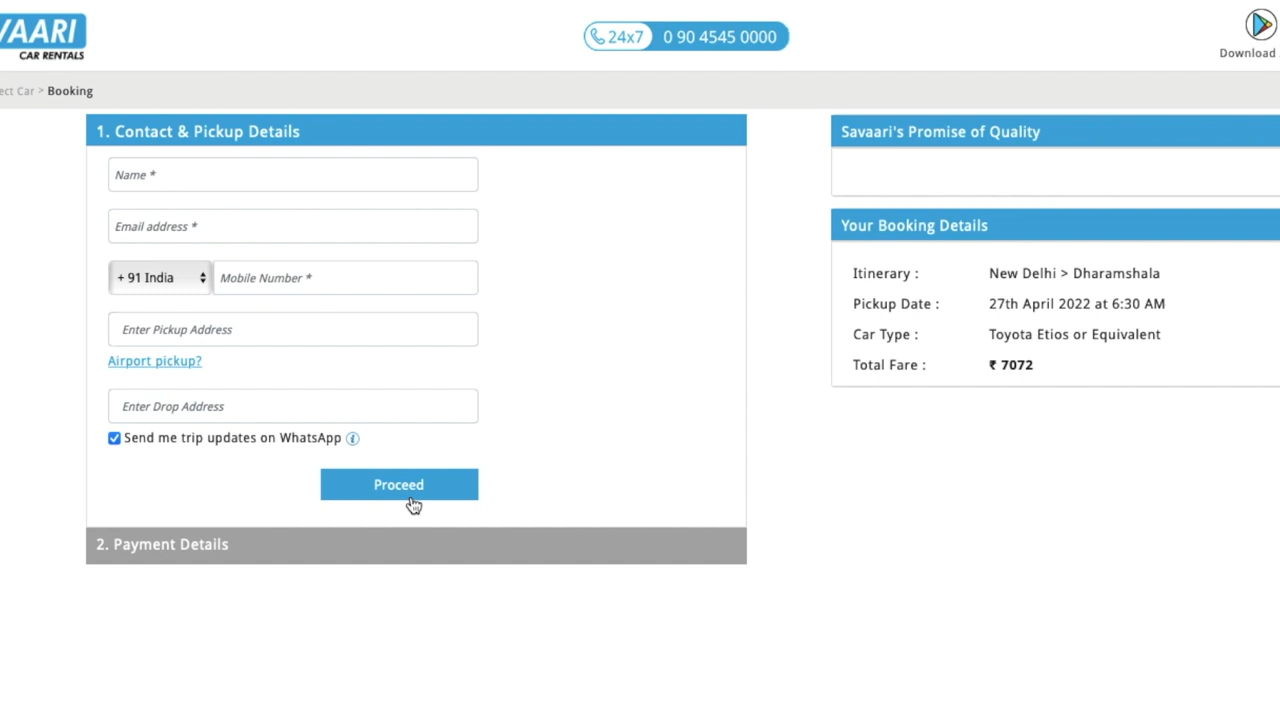 VAARI
CAR RENTALS
24x7 0 90 4545 0000
Download
ect Car > Booking
1. Contact & Pickup Details
Name *
Email address *
+ 91 India Mobile Number *
Enter Pickup Address
Airport pickup?
Enter Drop Address
Send me trip updates on WhatsApp i
Proceed
2. Payment Details
Savaari's Promise of Quality
Your Booking Details
Itinerary : New Delhi > Dharamshala
Pickup Date : 27th April 2022 at 6:30 AM
Car Type : Toyota Etios or Equivalent
Total Fare : ₹ 7072